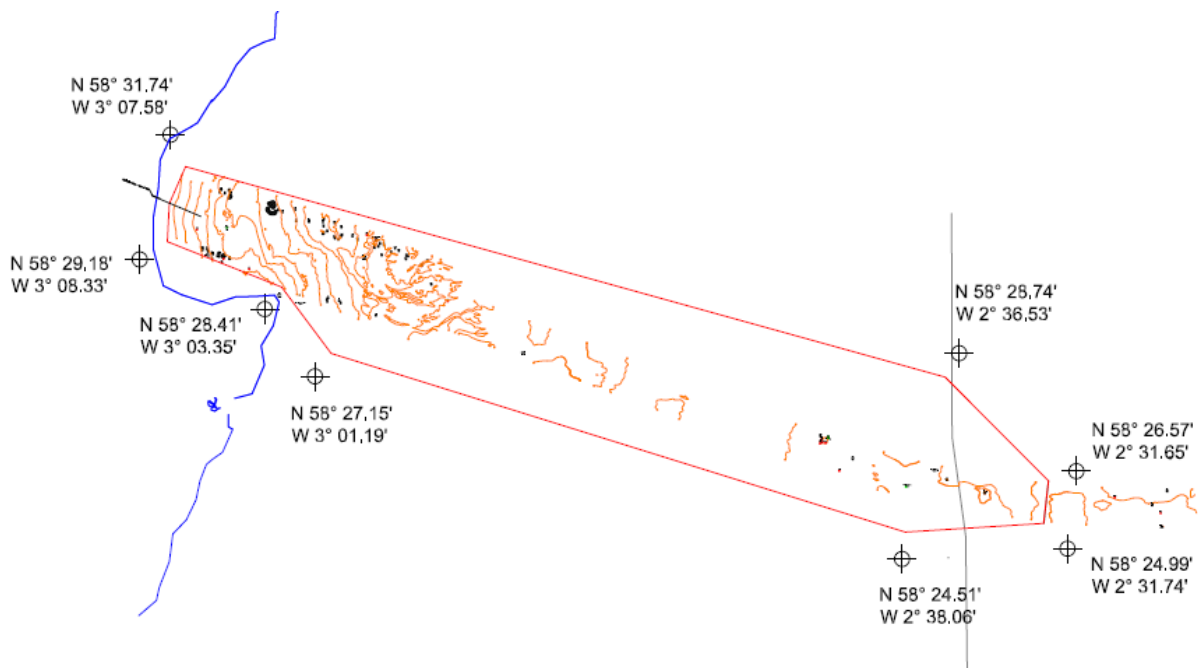 N 58° 31.74'
W 3° 07.58'
N 58° 29.18'
W 3° 08.33'
N 58° 28.41'
W 3° 03.35'
N 58° 27.15'
W 3° 01.19'
N 58° 28.74'
W 2° 36.53'
N 58° 26.57'
W 2° 31.65'
N 58° 24.99'
W 2° 31.74'
N 58° 24.51'
W 2° 38.06'